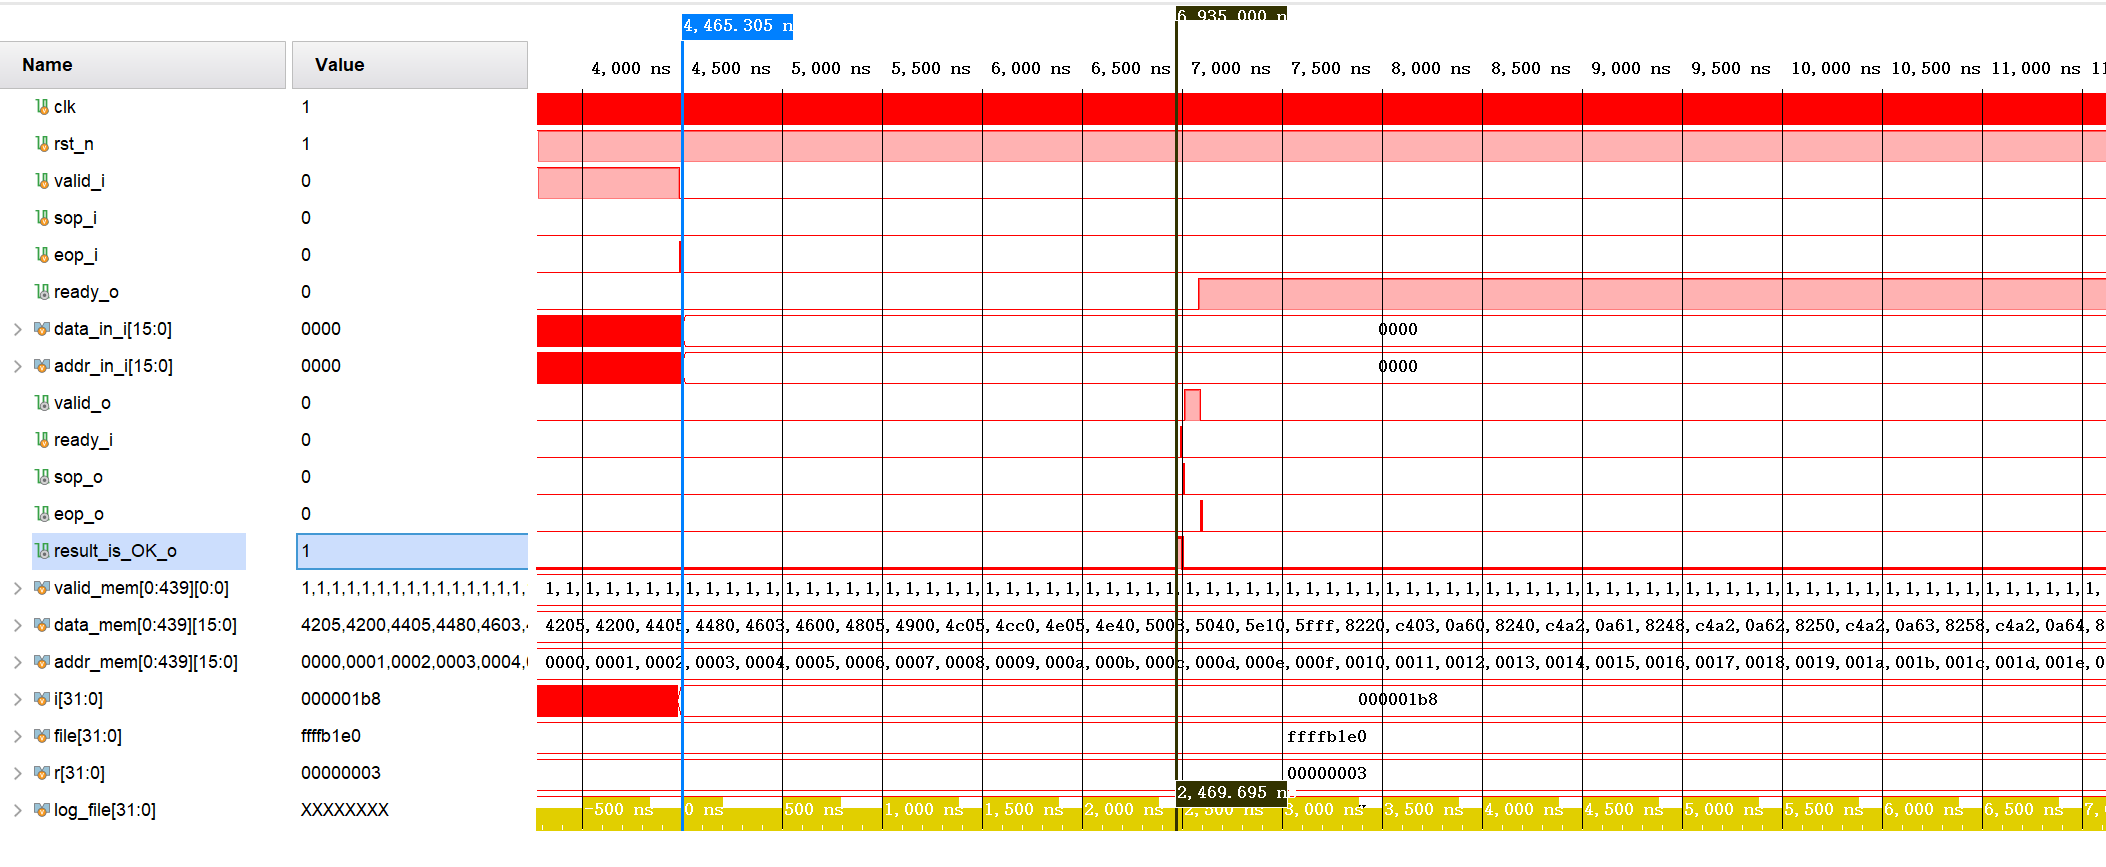 4,465.305 n
6,935.000 n
Name Value
4,000 ns 4,500 ns 5,000 ns 5,500 ns 6,000 ns 6,500 ns 7,000 ns 7,500 ns 8,000 ns 8,500 ns 9,000 ns 9,500 ns 10,000 ns 10,500 ns 11,000 ns 11
clk 1
rst_n 1
valid_i 0
sop_i 0
eop_i 0
ready_o 0
data_in_i[15:0] 0000 0000
addr_in_i[15:0] 0000 0000
valid_o 0
ready_i 0
sop_o 0
eop_o 0
result_is_OK_o 1
valid_mem[0:439][0:0] 1,1,1,1,1,1,1,1,1,1,1,1,1,1,1, 1,1,1,1,1,1,1,1,1,1,1,1,1,1,1,1,1,1,1,1,1,1,1,1,1,1,1,1,1,1,1,1,1,1,1,1,1,1,1,1,1,1,1,1,1,1,1,1,1,1,1,1,1,1,1,1,1,1,1,1,1,1,1,
data_mem[0:439][15:0] 4205,4200,4405,4480,4603, 4205,4200,4405,4480,4603,4600,4805,4900,4c05,4cc0,4e05,4e40,5003,5040,5e10,5fff,8220,c403,0a60,8240,c4a2,0a61,8248,c4a2,0a62,8250,c4a2,0a63,8258,c4a2,0a64,8
addr_mem[0:439][15:0] 0000,0001,0002,0003,0004, 0000,0001,0002,0003,0004,0005,0006,0007,0008,0009,000a,000b,000c,000d,000e,000f,0010,0011,0012,0013,0014,0015,0016,0017,0018,0019,001a,001b,001c,001d,001e,0
i[31:0] 000001b8 000001b8
file[31:0] ffffb1e0 ffffb1e0
r[31:0] 00000003 00000003
2,469.695 n
log_file[31:0] XXXXXXXX -500 ns 0 ns 500 ns 1,000 ns 1,500 ns 2,000 ns 2,500 ns 3,000 ns 3,500 ns 4,000 ns 4,500 ns 5,000 ns 5,500 ns 6,000 ns 6,500 ns 7,